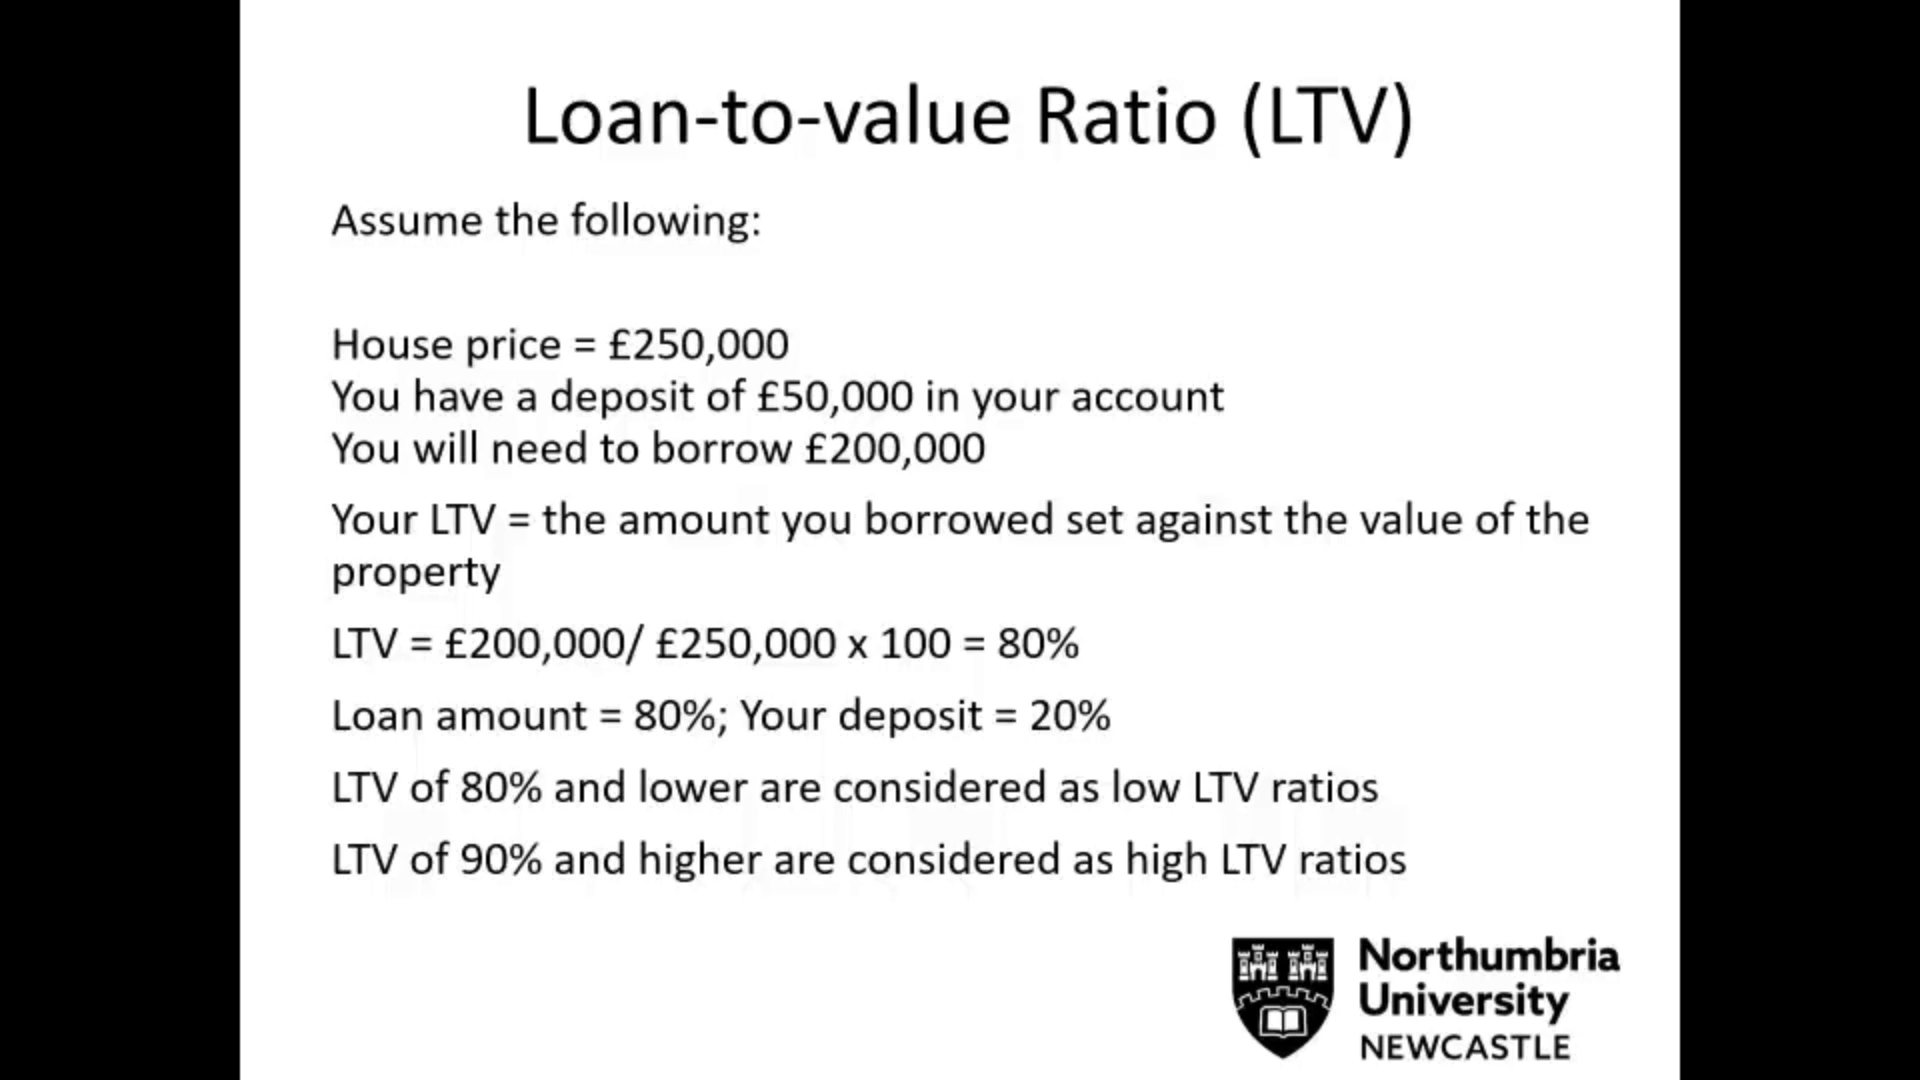 Loan-to-value Ratio (LTV)
Assume the following:
House price = £250,000
You have a deposit of £50,000 in your account
You will need to borrow £200,000
Your LTV = the amount you borrowed set against the value of the
property
LTV = £200,000/ £250,000 x 100 = 80%
Loan amount = 80%; Your deposit = 20%
LTV of 80% and lower are considered as low LTV ratios
LTV of 90% and higher are considered as high LTV ratios
Northumbria
University
NEWCASTLE